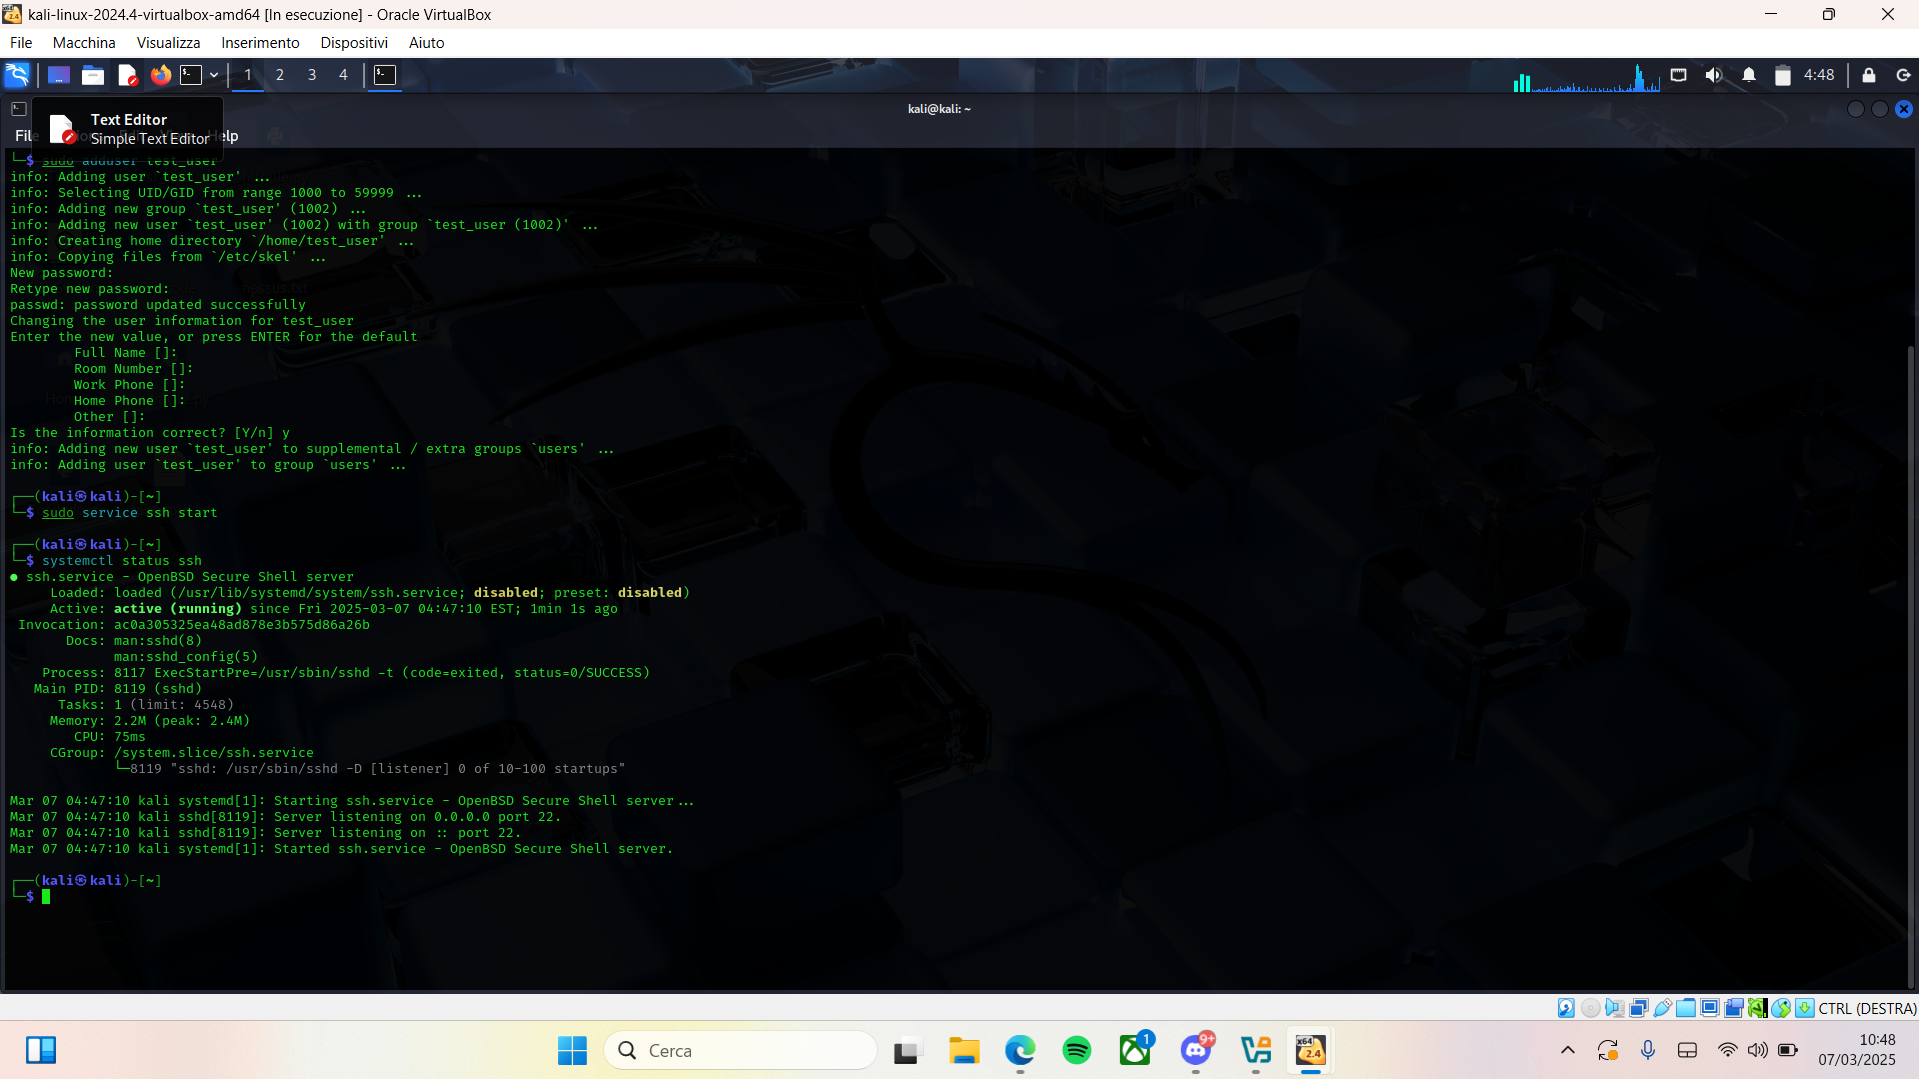 kali-linux-2024.4-virtualbox-amd64 [In esecuzione] - Oracle VirtualBox
File Macchina Visualizza Inserimento Dispositivi Aiuto
1 2 3 4 4:48
kali@kali: ~
Text Editor
Simple Text Editor
File Help
└─$ sudo adduser test_user
info: Adding user `test_user' ...
info: Selecting UID/GID from range 1000 to 59999 ...
info: Adding new group `test_user' (1002) ...
info: Adding new user `test_user' (1002) with group `test_user (1002)' ...
info: Creating home directory `/home/test_user' ...
info: Copying files from `/etc/skel' ...
New password:
Retype new password:
passwd: password updated successfully
Changing the user information for test_user
Enter the new value, or press ENTER for the default
Full Name []:
Room Number []:
Work Phone []:
Home Phone []:
Other []:
Is the information correct? [Y/n] y
info: Adding new user `test_user' to supplemental / extra groups `users' ...
info: Adding user `test_user' to group `users' ...
┌──(kali㉿kali)-[~]
└─$ sudo service ssh start
┌──(kali㉿kali)-[~]
└─$ systemctl status ssh
● ssh.service - OpenBSD Secure Shell server
Loaded: loaded (/usr/lib/systemd/system/ssh.service; disabled; preset: disabled)
Active: active (running) since Fri 2025-03-07 04:47:10 EST; 1min 1s ago
Invocation: ac0a305325ea48ad878e3b575d86a26b
Docs: man:sshd(8)
man:sshd_config(5)
Process: 8117 ExecStartPre=/usr/sbin/sshd -t (code=exited, status=0/SUCCESS)
Main PID: 8119 (sshd)
Tasks: 1 (limit: 4548)
Memory: 2.2M (peak: 2.4M)
CPU: 75ms
CGroup: /system.slice/ssh.service
└─8119 "sshd: /usr/sbin/sshd -D [listener] 0 of 10-100 startups"
Mar 07 04:47:10 kali systemd[1]: Starting ssh.service - OpenBSD Secure Shell server...
Mar 07 04:47:10 kali sshd[8119]: Server listening on 0.0.0.0 port 22.
Mar 07 04:47:10 kali sshd[8119]: Server listening on :: port 22.
Mar 07 04:47:10 kali systemd[1]: Started ssh.service - OpenBSD Secure Shell server.
┌──(kali㉿kali)-[~]
└─$
CTRL (DESTRA)
Cerca
1
9+
x64
2.4
10:48
07/03/2025